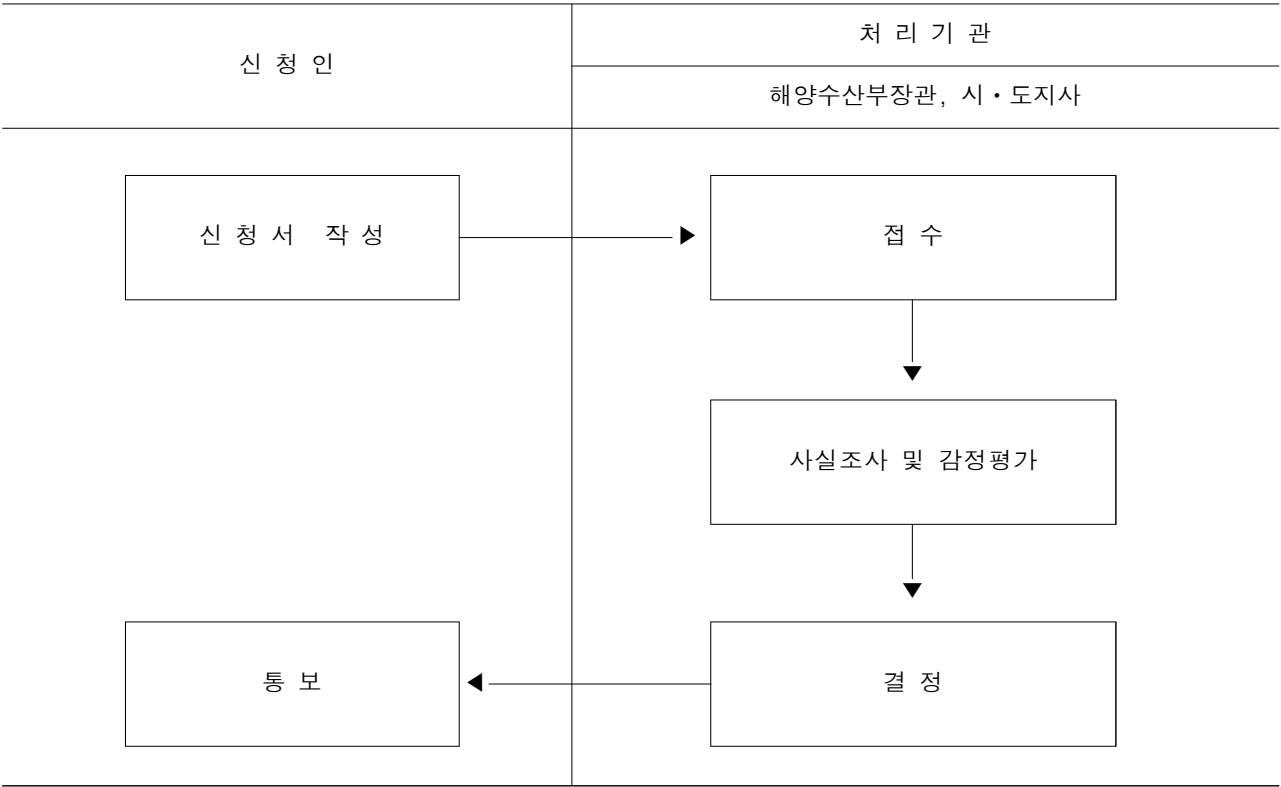 신 청 인
처 리 기 관
해양수산부장관, 시・도지사
신 청 서 작 성
접 수
사실조사 및 감정평가
통 보
결 정